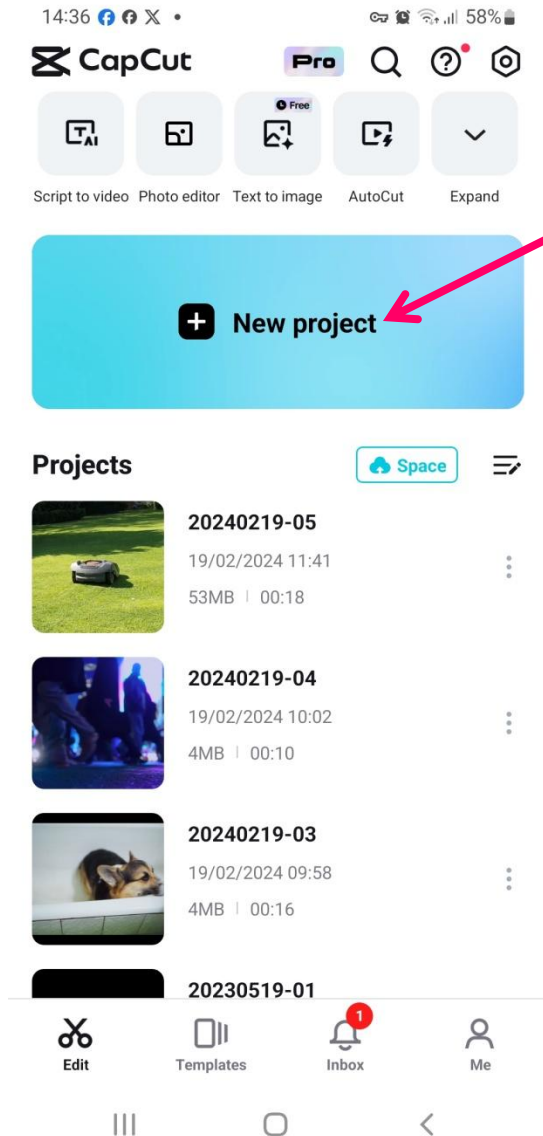 14:36 58%
CapCut Pro
Free
Script to video Photo editor Text to image AutoCut Expand
New project
Projects Space
20240219-05
19/02/2024 11:41
53MB | 00:18
20240219-04
19/02/2024 10:02
4MB | 00:10
20240219-03
19/02/2024 09:58
4MB | 00:16
20230519-01
1
Edit Templates Inbox Me